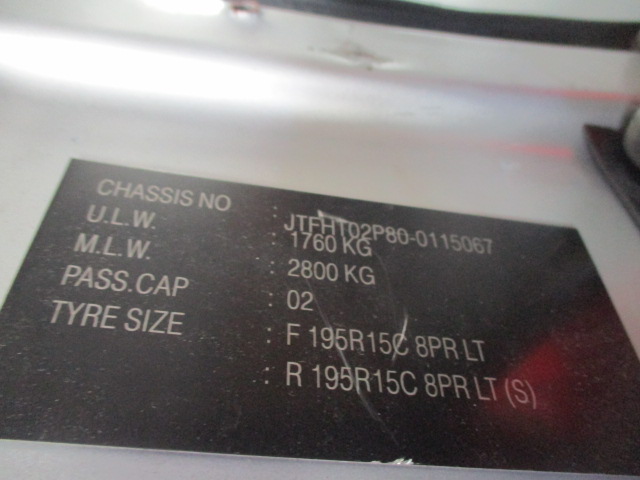 CHASSIS NO : JTFHT02P80-0115067
U.L.W. : 1760 KG
M.L.W. : 2800 KG
PASS.CAP : 02
TYRE SIZE : F 195R15C 8PR LT
: R 195R15C 8PR LT (S)